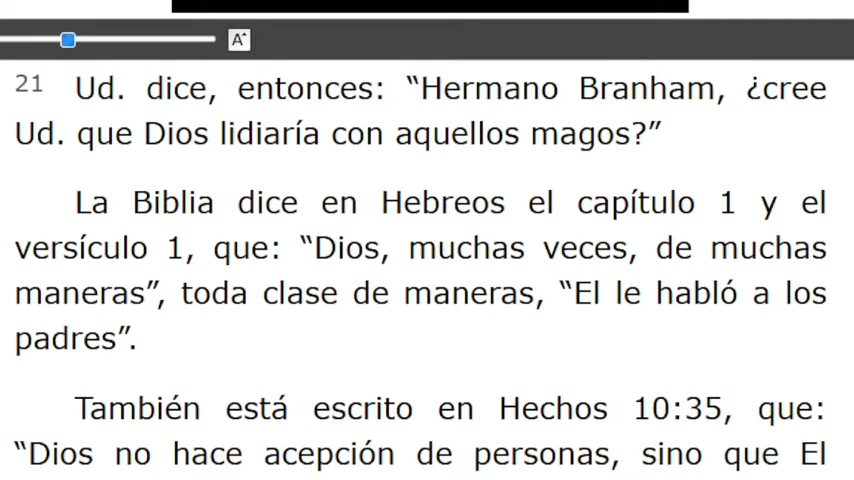 A
21 Ud. dice, entonces: “Hermano Branham, ¿cree
Ud. que Dios lidiaría con aquellos magos?”
La Biblia dice en Hebreos el capítulo 1 y el
versículo 1, que: “Dios, muchas veces, de muchas
maneras”, toda clase de maneras, “El le habló a los
padres”.
También está escrito en Hechos 10:35, que:
“Dios no hace acepción de personas, sino que El